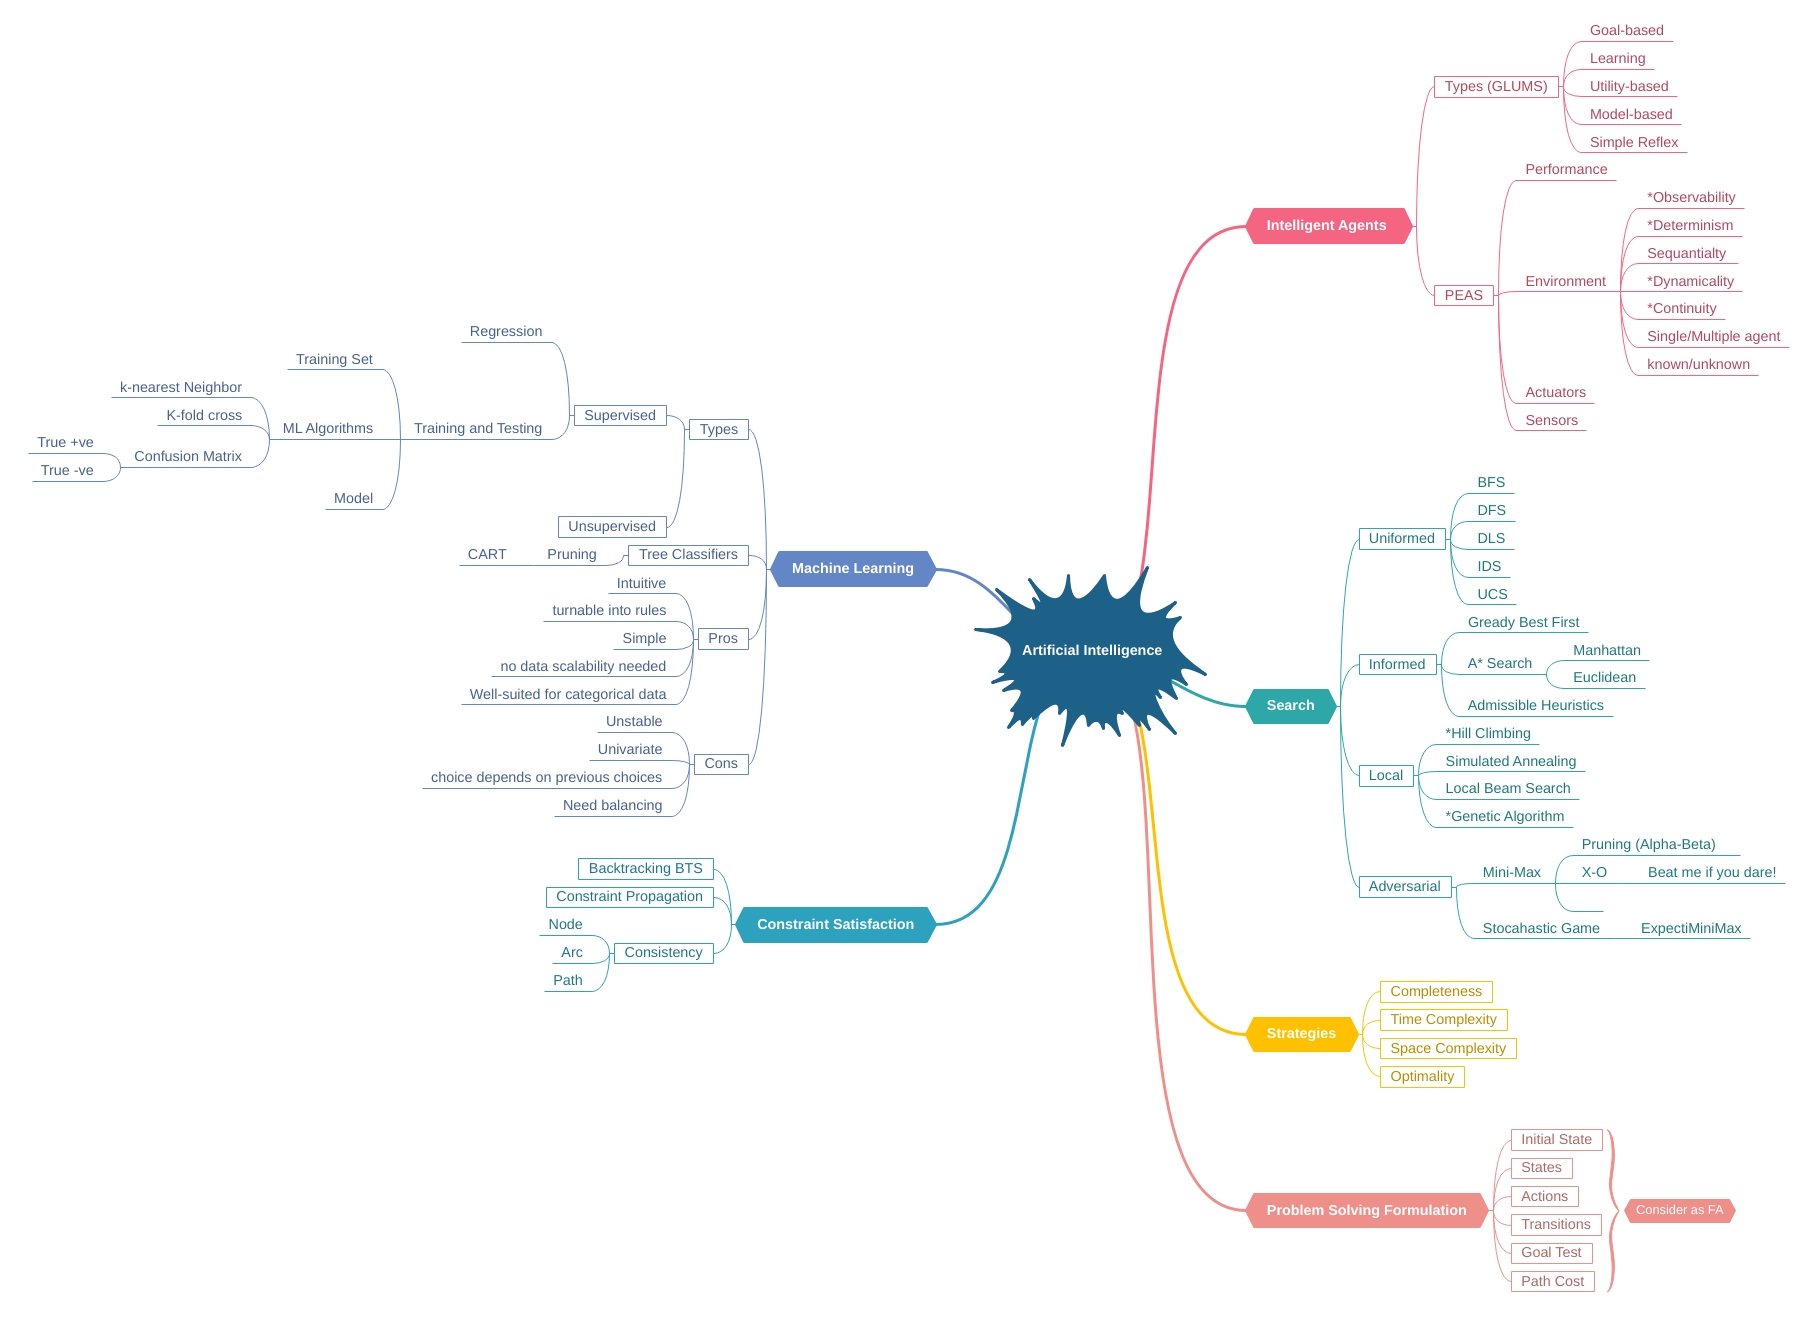 Artificial Intelligence
Intelligent Agents
Types (GLUMS)
Goal-based
Learning
Utility-based
Model-based
Simple Reflex
PEAS
Performance
Environment
*Observability
*Determinism
Sequantialty
*Dynamicality
*Continuity
Single/Multiple agent
known/unknown
Actuators
Sensors
Search
Uniformed
BFS
DFS
DLS
IDS
UCS
Informed
Gready Best First
A* Search
Manhattan
Euclidean
Admissible Heuristics
Local
*Hill Climbing
Simulated Annealing
Local Beam Search
*Genetic Algorithm
Adversarial
Mini-Max
Pruning (Alpha-Beta)
X-O
Beat me if you dare!
Stocahastic Game
ExpectiMiniMax
Strategies
Completeness
Time Complexity
Space Complexity
Optimality
Problem Solving Formulation
Initial State
States
Actions
Transitions
Goal Test
Path Cost
Consider as FA
Machine Learning
Types
Supervised
Regression
Training and Testing
Training Set
ML Algorithms
k-nearest Neighbor
K-fold cross
Confusion Matrix
True +ve
True -ve
Model
Unsupervised
Tree Classifiers
Pruning
CART
Pros
Intuitive
turnable into rules
Simple
no data scalability needed
Well-suited for categorical data
Cons
Unstable
Univariate
choice depends on previous choices
Need balancing
Constraint Satisfaction
Backtracking BTS
Constraint Propagation
Consistency
Node
Arc
Path